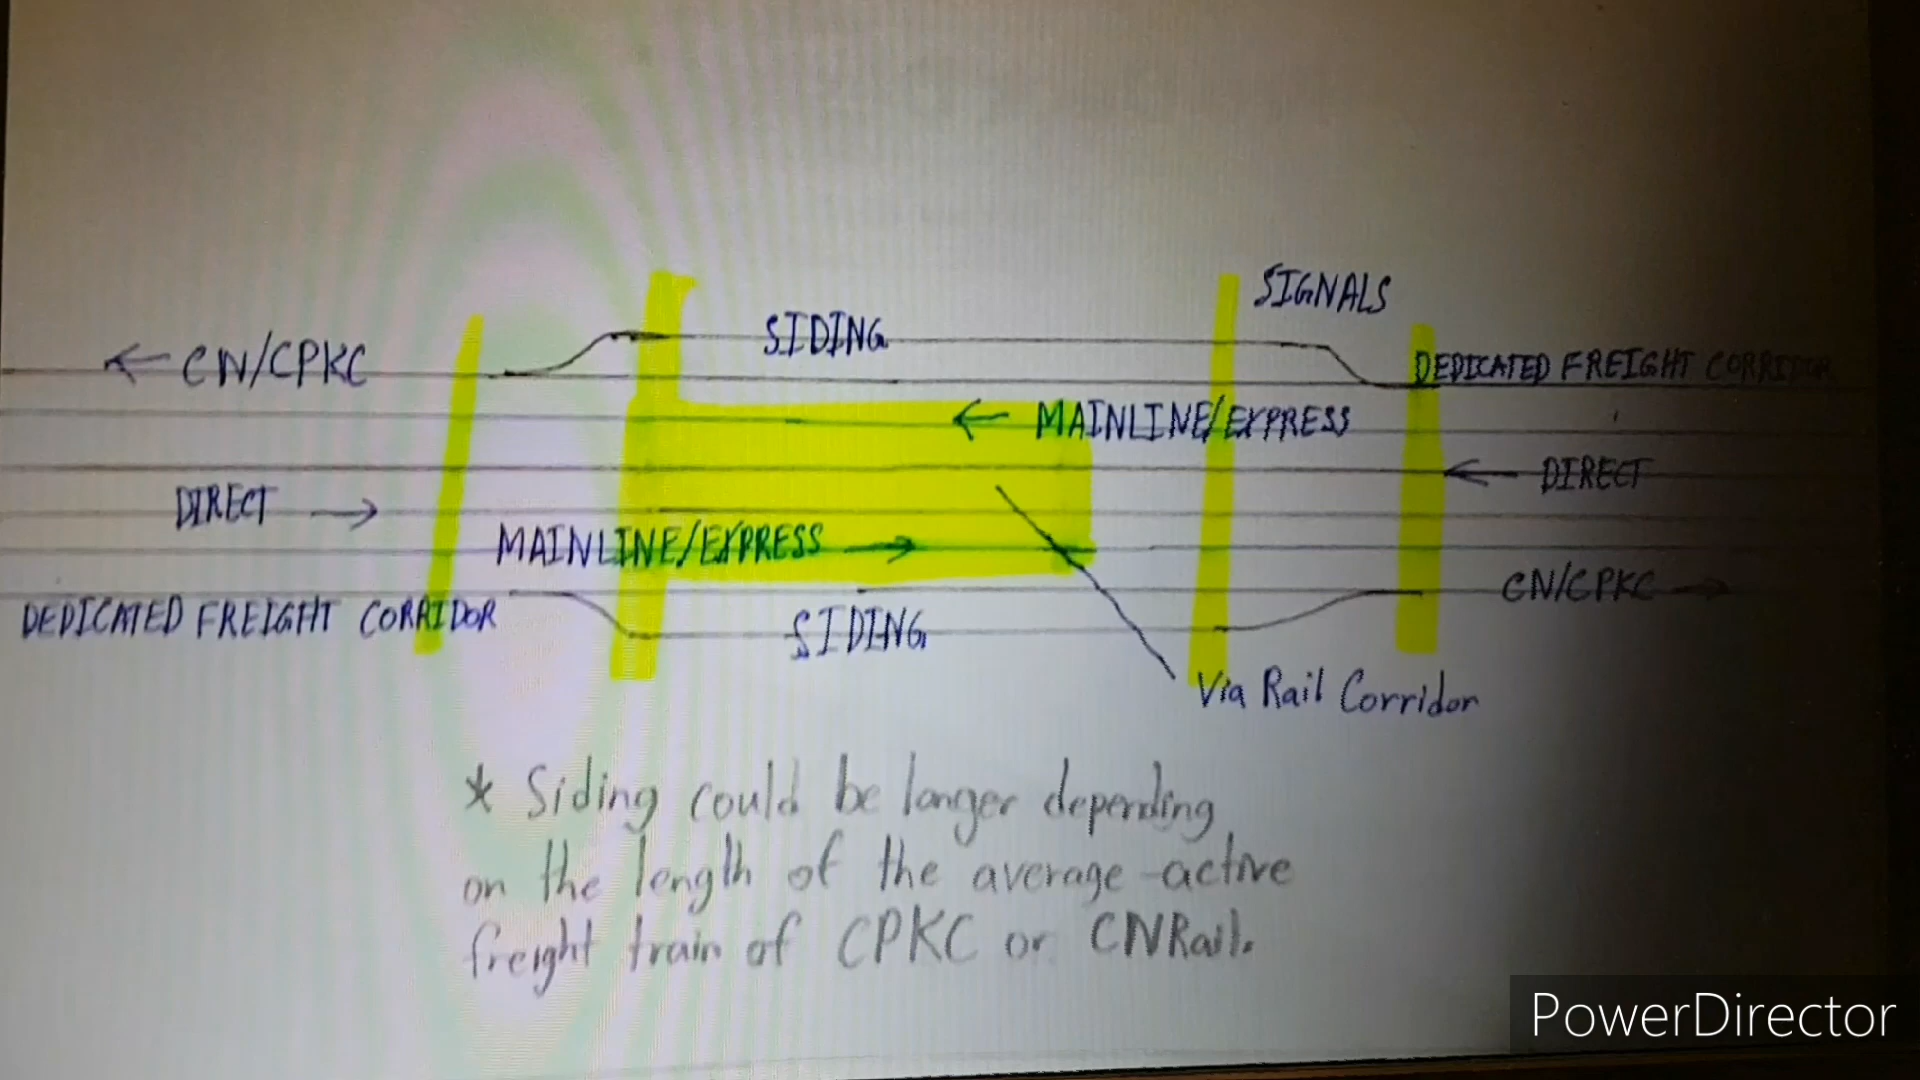 SIGNALS
SIDING
← CN/CPKC
DEDICATED FREIGHT CORRIDOR
← MAINLINE/EXPRESS
← DIRECT
DIRECT →
MAINLINE/EXPRESS →
CN/CPKC →
DEDICATED FREIGHT CORRIDOR
SIDING
Via Rail Corridor
* Siding could be longer depending
on the length of the average active
freight train of CPKC or CNRail.
PowerDirector